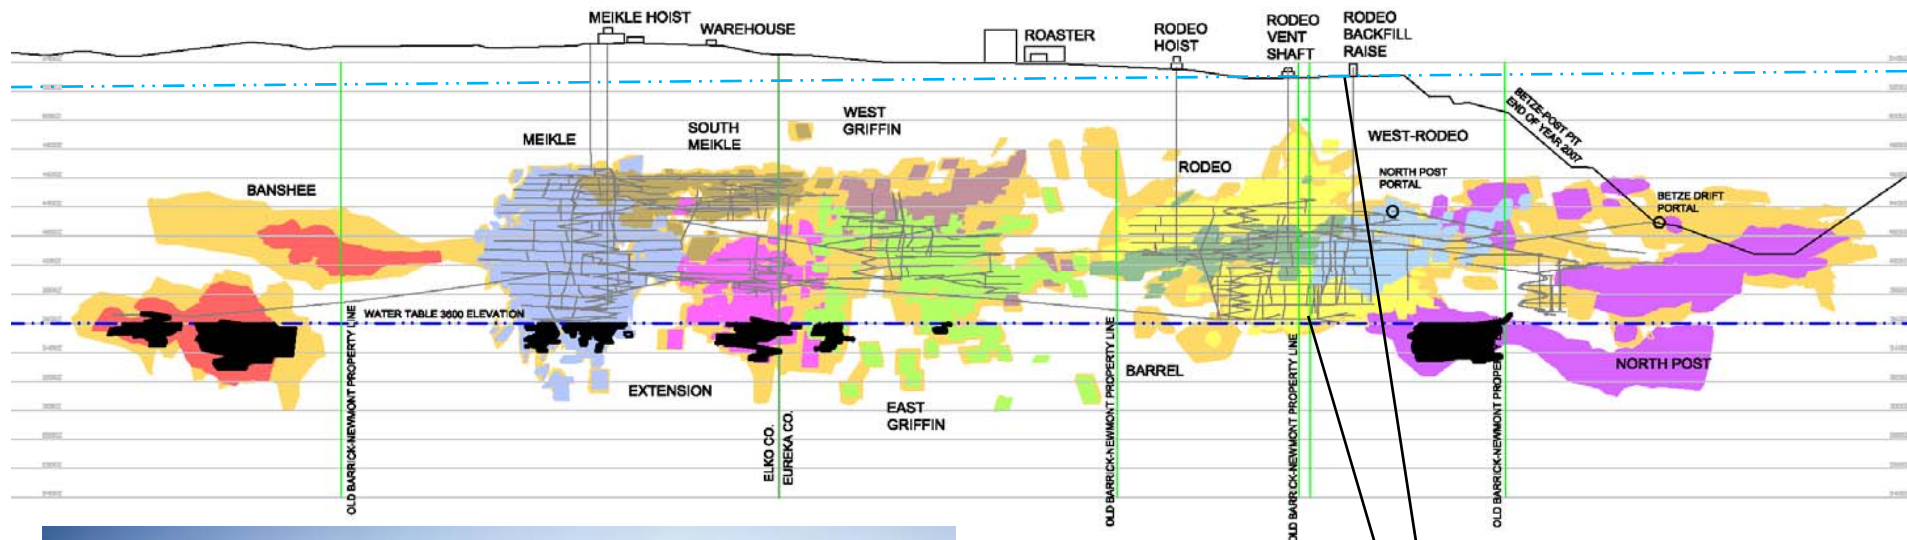 MEIKLE HOIST
WAREHOUSE
ROASTER
RODEO
HOIST
RODEO
VENT
SHAFT
RODEO
BACKFILL
RAISE
BETZE-POST PIT
END OF YEAR 2007
MEIKLE
SOUTH
MEIKLE
WEST
GRIFFIN
WEST-RODEO
RODEO
NORTH POST
PORTAL
BANSHEE
BETZE DRIFT
PORTAL
WATER TABLE 3600 ELEVATION
OLD BARRICK-NEWMONT PROPERTY LINE
EXTENSION
ELKO CO.
EUREKA CO.
EAST
GRIFFIN
BARREL
OLD BARRICK-NEWMONT PROPERTY LINE
OLD BARRICK-NEWMONT PROPERTY LINE
OLD BARRICK-NEWMONT PROPERTY LINE
NORTH POST